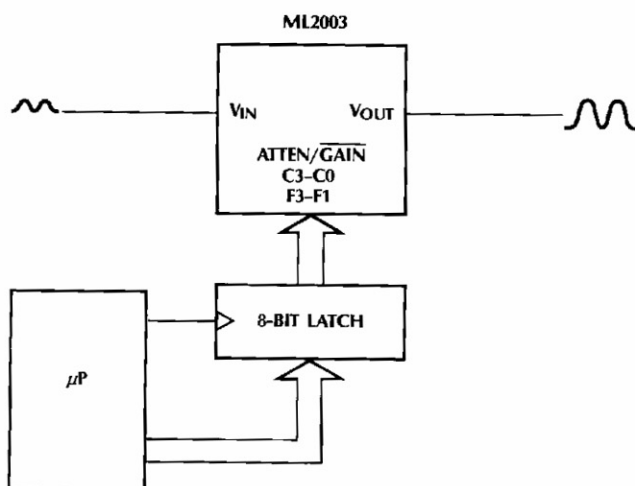 ML2003
VIN
VOUT
ATTEN/GAIN
C3–C0
F3–F1
8-BIT LATCH
μP